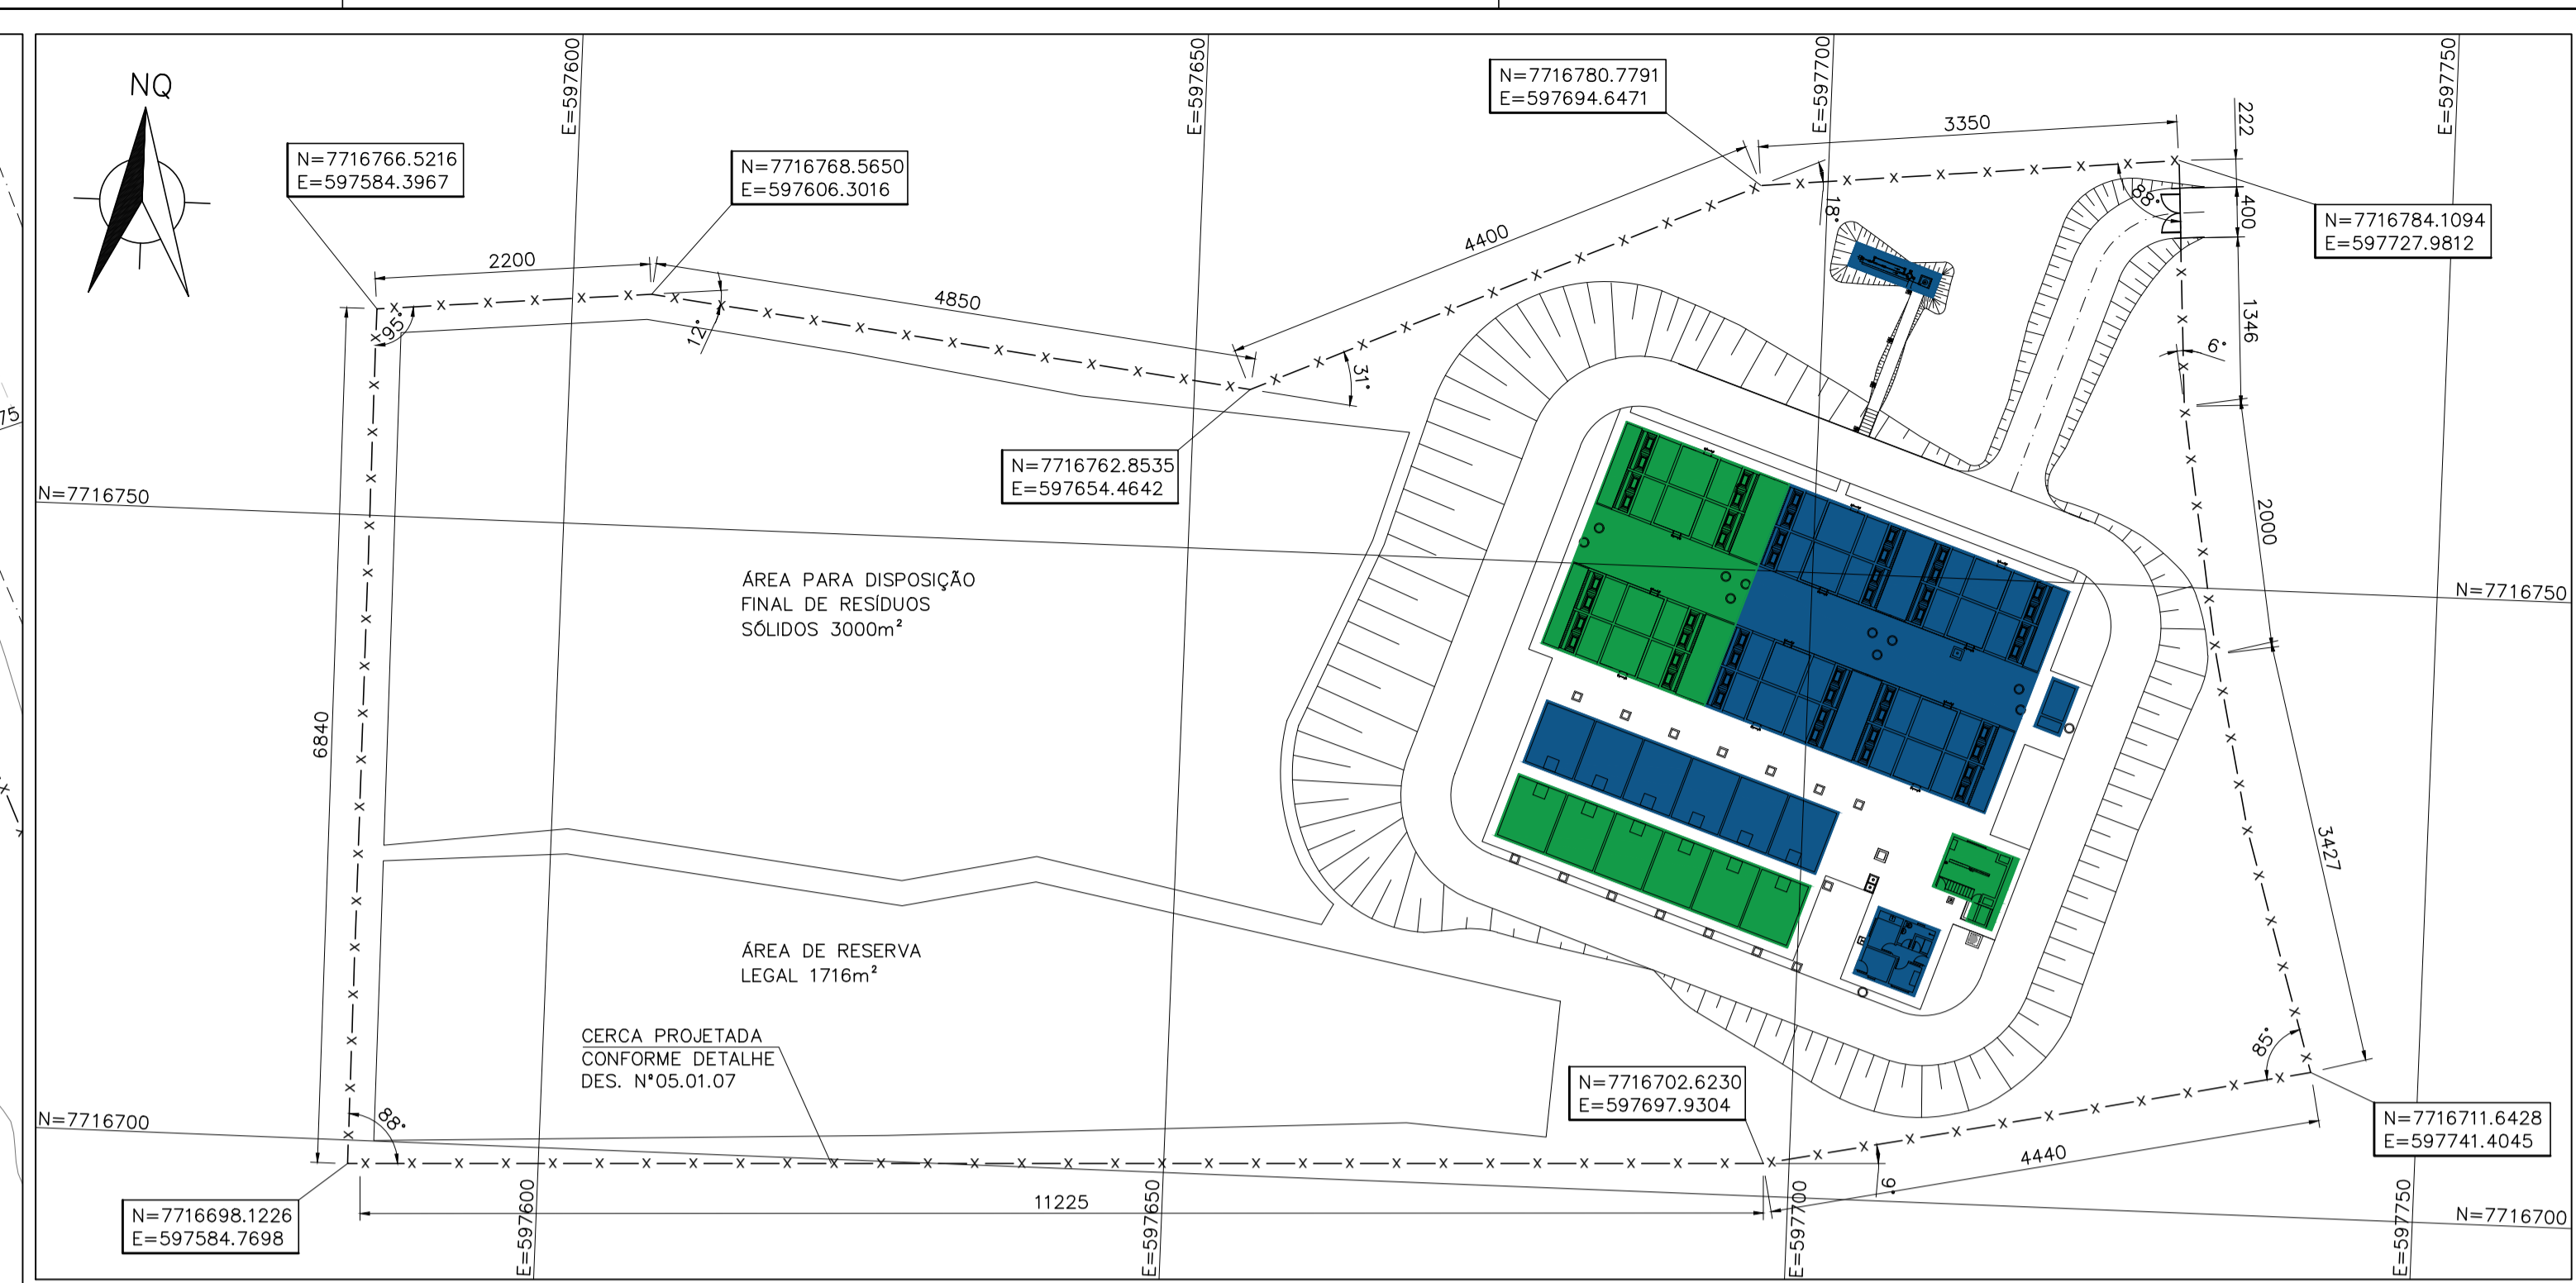 E=597600
E=597650
E=597700
E=597750
NQ
N=7716780.7791
E=597694.6471
3350
222
N=7716766.5216
E=597584.3967
N=7716768.5650
E=597606.3016
18°
88°
400
N=7716784.1094
E=597727.9812
2200
4850
4400
95°
12°
31°
1346
6°
75
N=7716762.8535
E=597654.4642
N=7716750
2000
N=7716750
ÁREA PARA DISPOSIÇÃO
FINAL DE RESÍDUOS
SÓLIDOS 3000m²
6840
3427
ÁREA DE RESERVA
LEGAL 1716m²
CERCA PROJETADA
CONFORME DETALHE
DES. N°05.01.07
85°
N=7716702.6230
E=597697.9304
N=7716700
88°
N=7716711.6428
E=597741.4045
4440
11225
N=7716698.1226
E=597584.7698
N=7716700
E=597600
E=597650
E=597700
E=597750